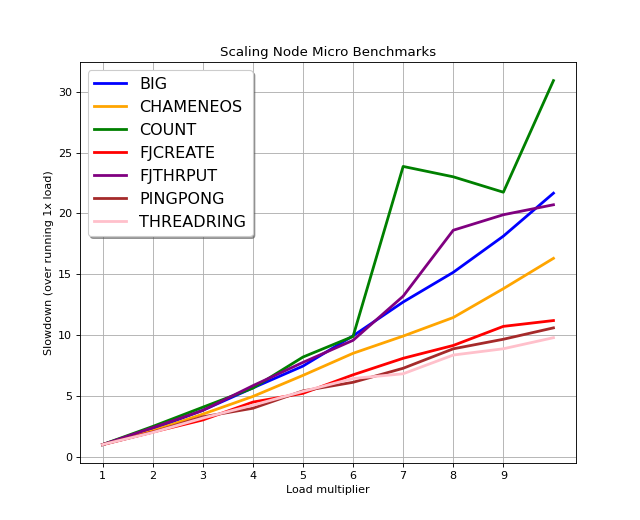 Scaling Node Micro Benchmarks
BIG
CHAMENEOS
COUNT
FJCREATE
FJTHRPUT
PINGPONG
THREADRING
Slowdown (over running 1x load)
30
25
20
15
10
5
0
1 2 3 4 5 6 7 8 9
Load multiplier